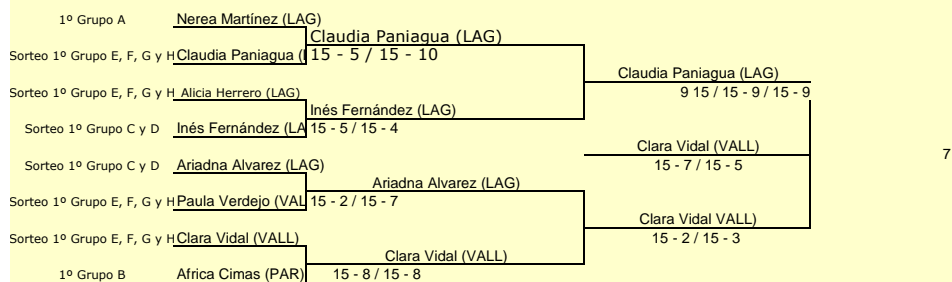 1º Grupo A Nerea Martínez (LAG)
Claudia Paniagua (LAG)
Sorteo 1º Grupo E, F, G y H Claudia Paniagua (L 15 - 5 / 15 - 10
Claudia Paniagua (LAG)
Sorteo 1º Grupo E, F, G y H Alicia Herrero (LAG) 9 15 / 15 - 9 / 15 - 9
Inés Fernández (LAG)
Sorteo 1º Grupo C y D Inés Fernández (LA 15 - 5 / 15 - 4
Clara Vidal (VALL)
7
Sorteo 1º Grupo C y D Ariadna Alvarez (LAG) 15 - 7 / 15 - 5
Ariadna Alvarez (LAG)
Sorteo 1º Grupo E, F, G y H Paula Verdejo (VAL 15 - 2 / 15 - 7
Clara Vidal VALL)
Sorteo 1º Grupo E, F, G y H Clara Vidal (VALL) 15 - 2 / 15 - 3
Clara Vidal (VALL)
1º Grupo B Africa Cimas (PAR) 15 - 8 / 15 - 8